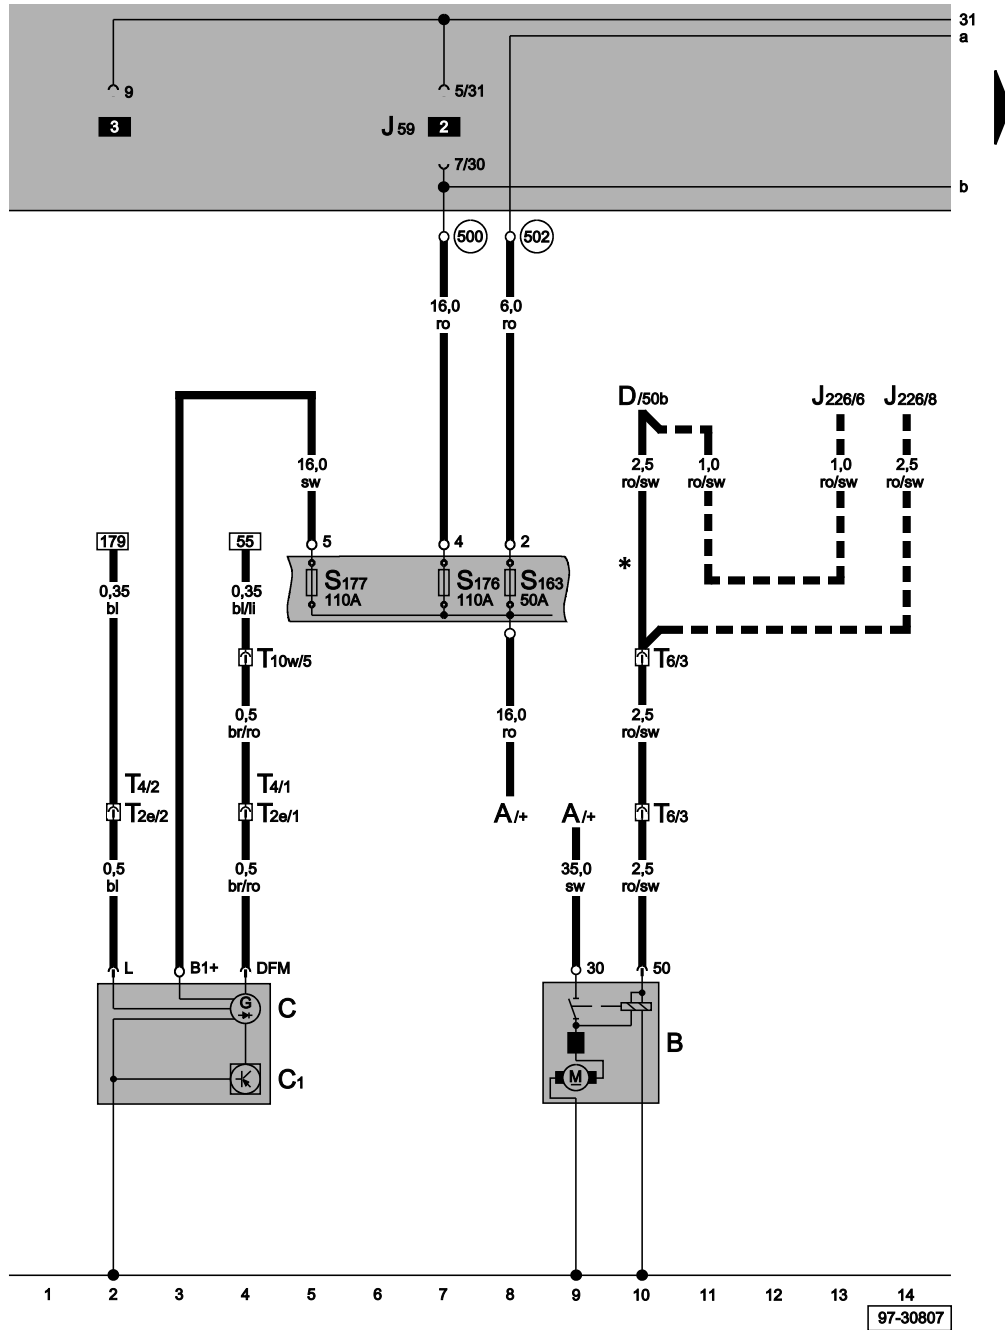 31
a
9
5/31
3
J59 2
7/30
b
500 502
16,0 6,0
ro ro
D/50b J226/6 J226/8
16,0 2,5 1,0 1,0 2,5
sw ro/sw ro/sw ro/sw ro/sw
179 55 5 4 2
*
S177 S176 S163
110A 110A 50A
0,35 0,35
bl bl/li
T10w/5 T6/3
0,5 16,0 2,5
br/ro ro ro/sw
T4/2 T4/1
T2e/2 T2e/1 A/+ A/+ T6/3
0,5 0,5 35,0 2,5
bl br/ro sw ro/sw
L B1+ DFM 30 50
G C
B
M
C1
1 2 3 4 5 6 7 8 9 10 11 12 13 14
97-30807